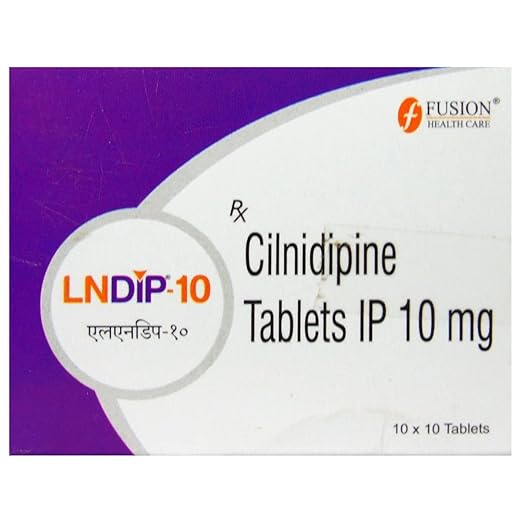 FUSION®
HEALTH CARE
Rx
Cilnidipine
Tablets IP 10 mg
LNDIP®-10
एलएनडिप-१०
10 x 10 Tablets